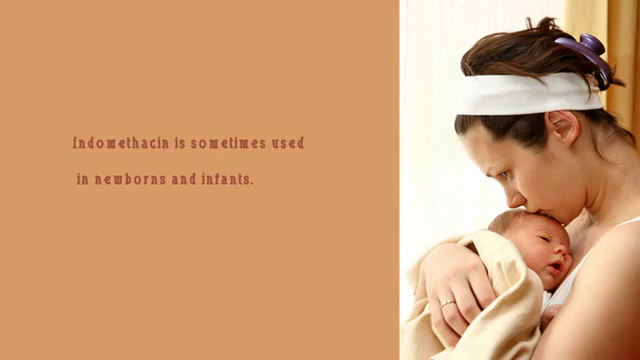 Indomethacin is sometimes used
in newborns and infants.